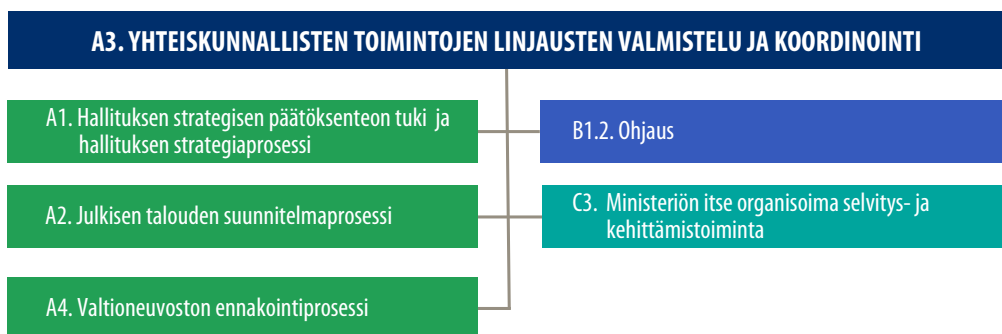 A3. YHTEISKUNNALLISTEN TOIMINTOJEN LINJAUSTEN VALMISTELU JA KOORDINOINTI
A1. Hallituksen strategisen päätöksenteon tuki ja
hallituksen strategiaprosessi
B1.2. Ohjaus
A2. Julkisen talouden suunnitelmaprosessi
C3. Ministeriön itse organisoima selvitys- ja
kehittämistoiminta
A4. Valtioneuvoston ennakointiprosessi